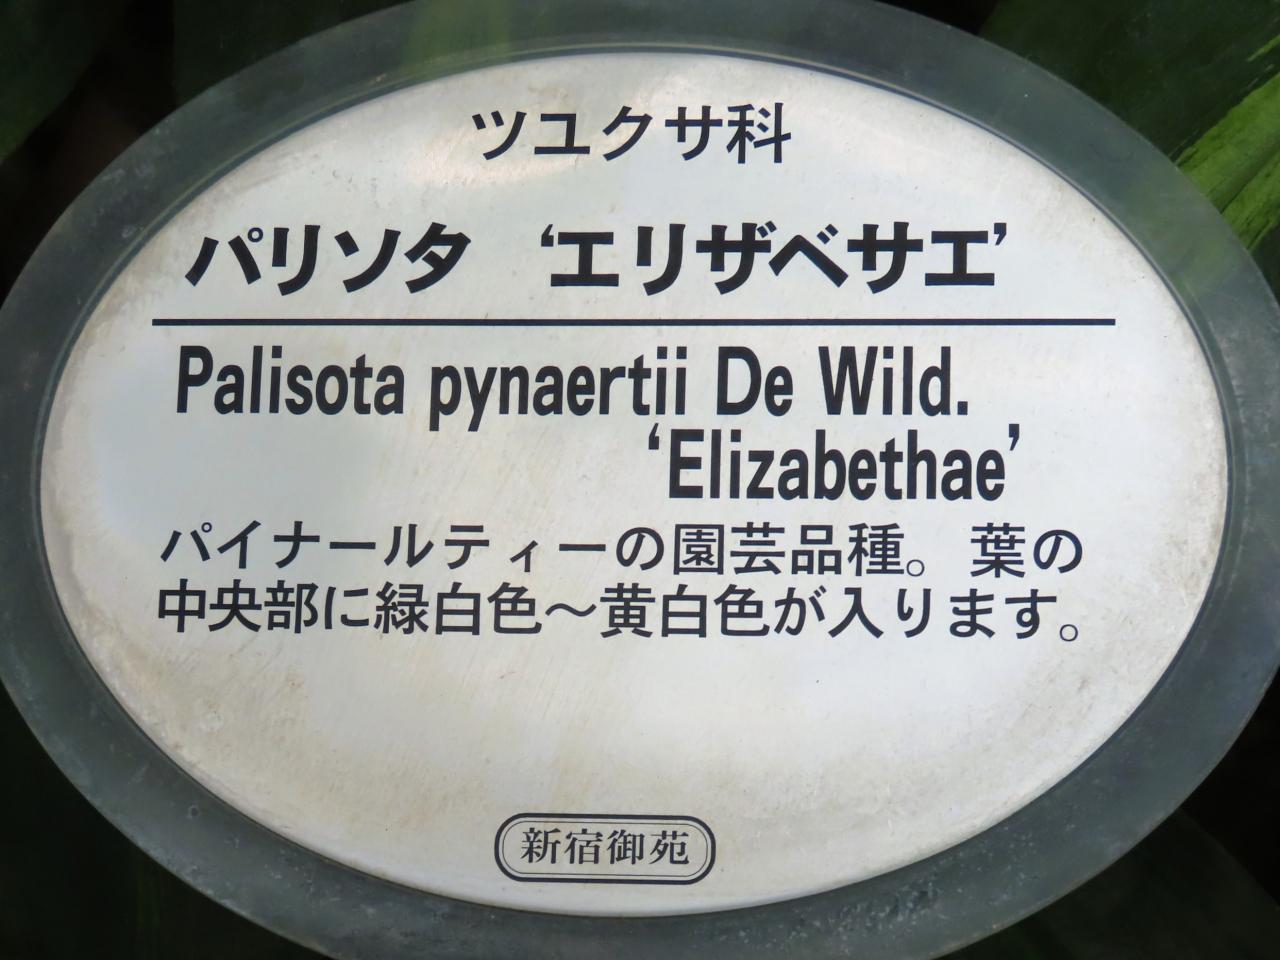 ツユクサ科
パリソタ ‘エリザベサエ’
Palisota pynaertii De Wild.
‘Elizabethae’
パイナールティーの園芸品種。 葉の
中央部に緑白色～黄白色が入ります。
新宿御苑